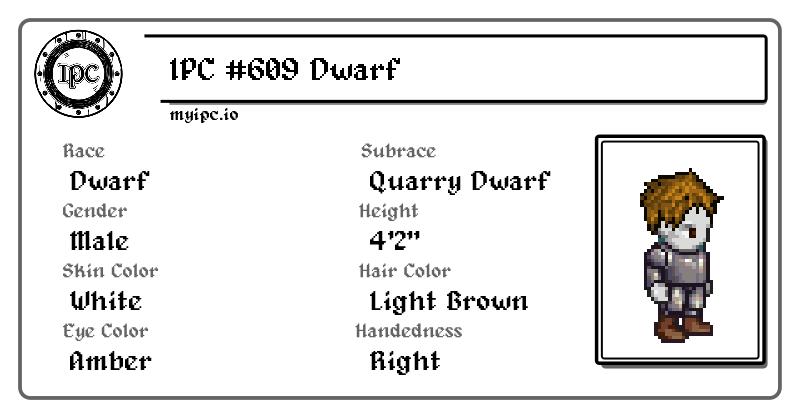 IPC
IPC #609 Dwarf
myipc.io
Race
Dwarf
Subrace
Quarry Dwarf
Gender
Male
Height
4'2"
Skin Color
White
Hair Color
Light Brown
Eye Color
Amber
Handedness
Right